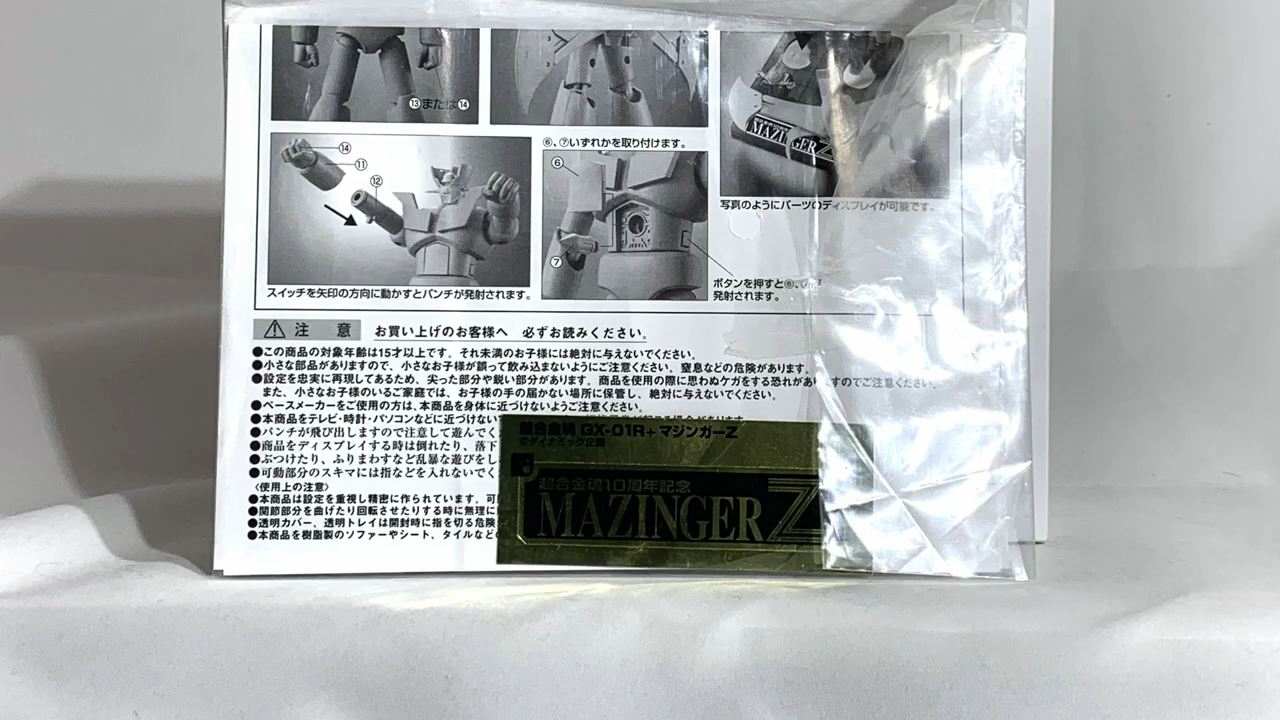 ⑬または⑭
MAZINGER Z
⑭
⑪
⑫
スイッチを矢印の方向に動かすとパンチが発射されます。
⑥、⑦いずれかを取り付けます。
⑥
⑦
ボタンを押すと⑥、
発射されます。
写真のようにパーツのディスプレイが可能です。
注 意 お買い上げのお客様へ 必ずお読みください。
●この商品の対象年齢は15才以上です。それ未満のお子様には絶対に与えないでください。
●小さな部品がありますので、小さなお子様が誤って飲み込まないようにご注意ください。窒息などの危険があります。
●設定を忠実に再現してあるため、尖った部分や鋭い部分があります。商品を使用の際に思わぬケガをする恐れがありますのでご注意ください。
また、小さなお子様のいるご家庭では、お子様の手の届かない場所に保管し、絶対に与えないでください。
●ペースメーカーをご使用の方は、本商品を身体に近づけないようご注意ください。
●本商品をテレビ・時計・パソコンなどに近づけない
●パンチが飛び出しますので注意して遊んでく
●商品をディスプレイする時は倒れたり、落下
●ぶつけたり、ふりまわすなど乱暴な遊びをし
●可動部分のスキマには指などを入れないでく
〈使用上の注意〉
●本商品は設定を重視し精密に作られています。可
●関節部分を曲げたり回転させたりする時に無理に
●透明カバー、透明トレイは開封時に指を切る危険
●本商品を樹脂製のソファーやシート、タイルなどの
超合金魂 GX-01R+ マジンガーZ
©ダイナミック企画
超合金魂10周年記念
MAZINGER Z